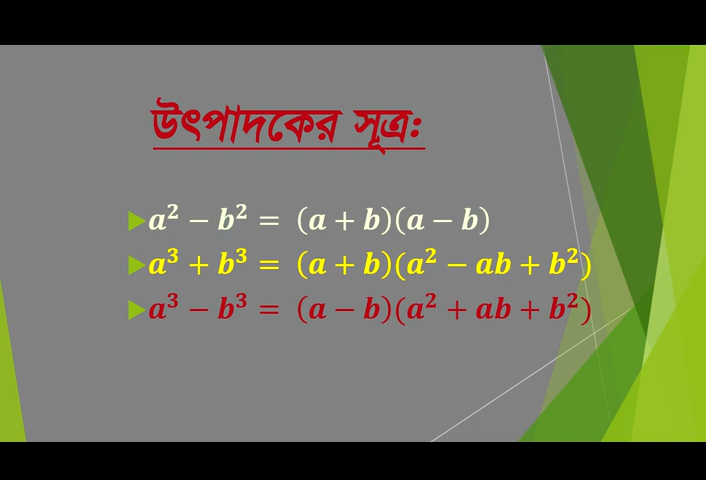 উৎপাদকের সূত্রঃ
a² − b² = (a + b)(a − b)
a³ + b³ = (a + b)(a² − ab + b²)
a³ − b³ = (a − b)(a² + ab + b²)